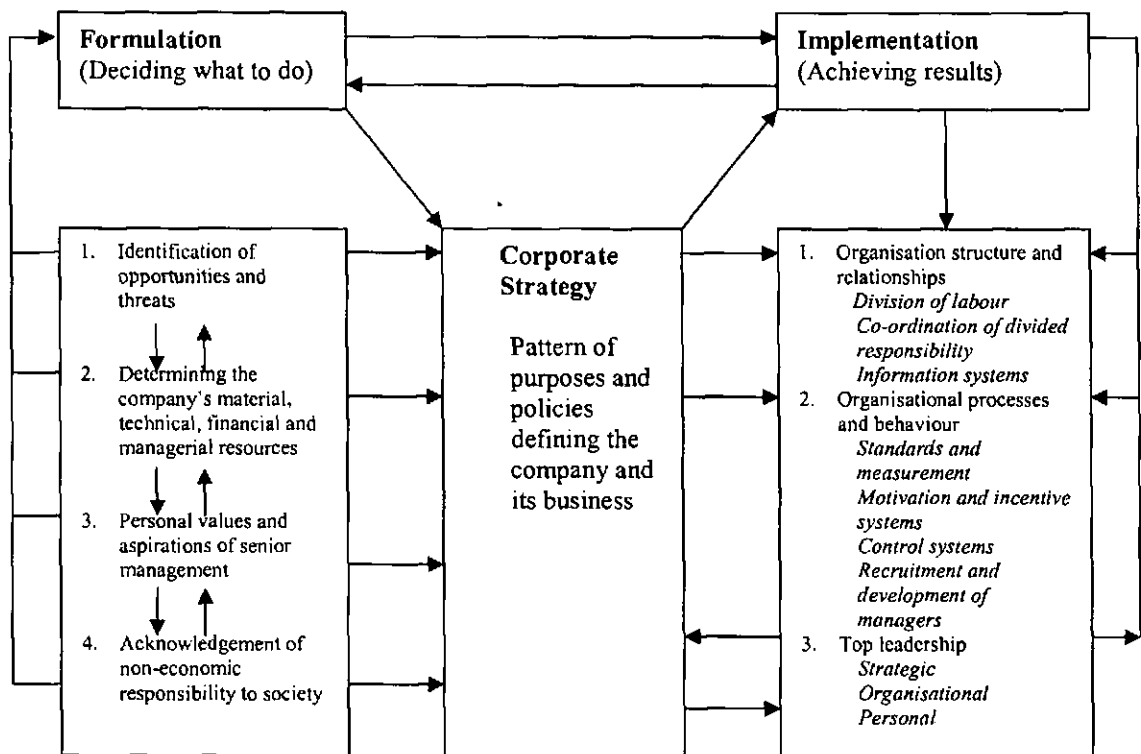 Formulation
(Deciding what to do)
Implementation
(Achieving results)
1. Identification of
opportunities and
threats
2. Determining the
company's material,
technical, financial and
managerial resources
3. Personal values and
aspirations of senior
management
4. Acknowledgement of
non-economic
responsibility to society
Corporate
Strategy
Pattern of
purposes and
policies
defining the
company and
its business
1. Organisation structure and
relationships
Division of labour
Co-ordination of divided
responsibility
Information systems
2. Organisational processes
and behaviour
Standards and
measurement
Motivation and incentive
systems
Control systems
Recruitment and
development of
managers
3. Top leadership
Strategic
Organisational
Personal